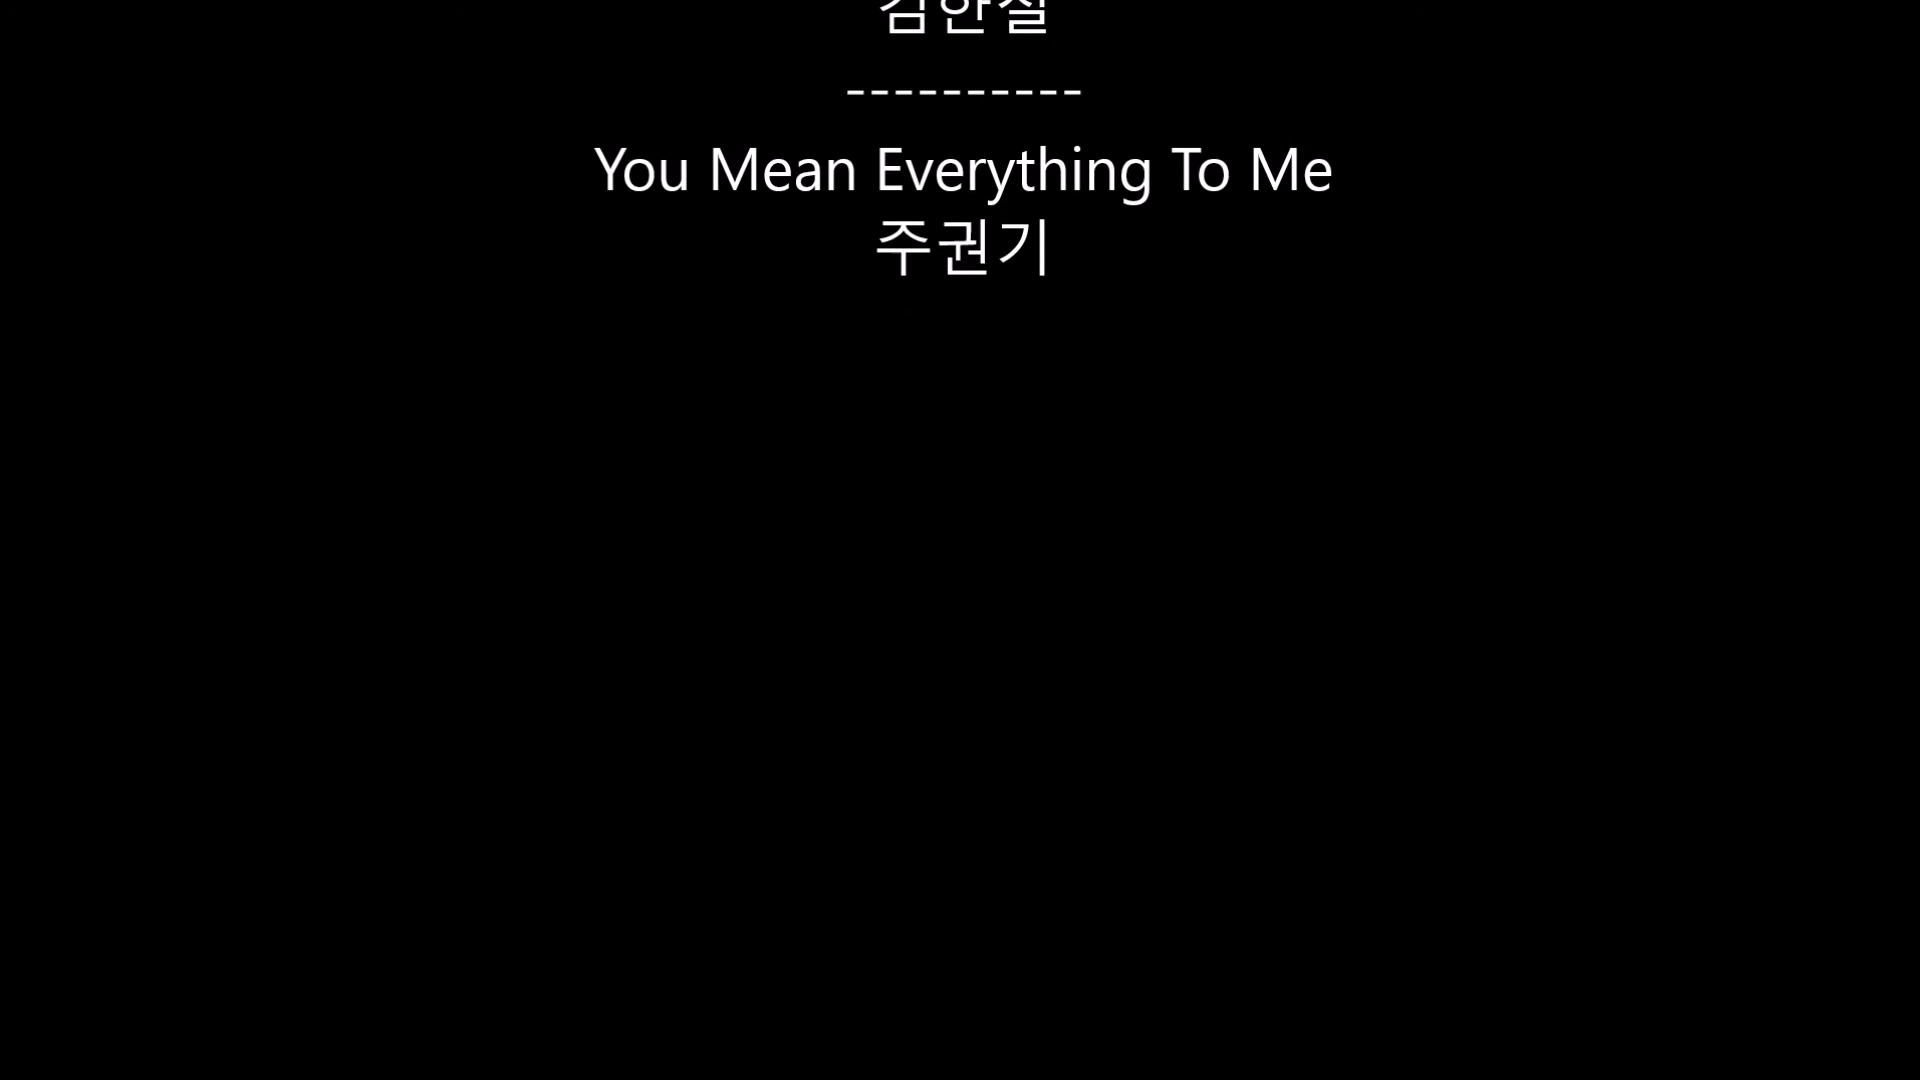 ----------
You Mean Everything To Me
주권기